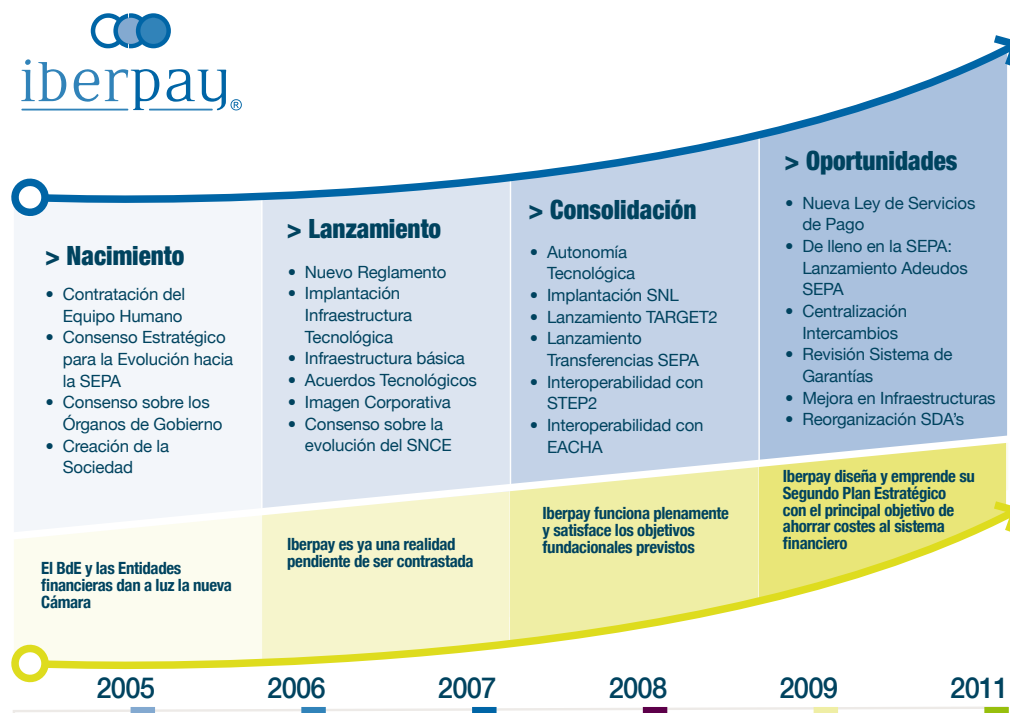 iberpay®
> Nacimiento
• Contratación del
Equipo Humano
• Consenso Estratégico
para la Evolución hacia
la SEPA
• Consenso sobre los
Órganos de Gobierno
• Creación de la
Sociedad
> Lanzamiento
• Nuevo Reglamento
• Implantación
Infraestructura
Tecnológica
• Infraestructura básica
• Acuerdos Tecnológicos
• Imagen Corporativa
• Consenso sobre la
evolución del SNCE
> Consolidación
• Autonomía
Tecnológica
• Implantación SNL
• Lanzamiento TARGET2
• Lanzamiento
Transferencias SEPA
• Interoperabilidad con
STEP2
• Interoperabilidad con
EACHA
> Oportunidades
• Nueva Ley de Servicios
de Pago
• De lleno en la SEPA:
Lanzamiento Adeudos
SEPA
• Centralización
Intercambios
• Revisión Sistema de
Garantías
• Mejora en Infraestructuras
• Reorganización SDA's
El BdE y las Entidades
financieras dan a luz la nueva
Cámara
Iberpay es ya una realidad
pendiente de ser contrastada
Iberpay funciona plenamente
y satisface los objetivos
fundacionales previstos
Iberpay diseña y emprende su
Segundo Plan Estratégico
con el principal objetivo de
ahorrar costes al sistema
financiero
2005 2006 2007 2008 2009 2011